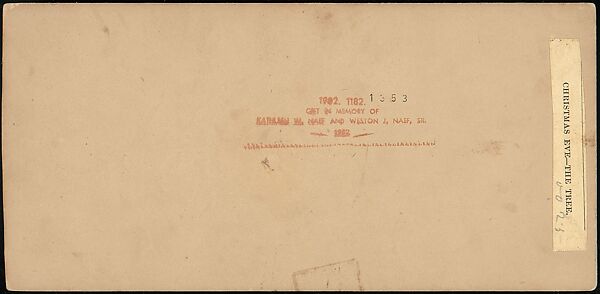 1982. 1182. 1353
GIFT IN MEMORY OF
KATHLEEN W. NAEF AND WESTON J. NAEF, SR.
1982
CHRISTMAS EVE—THE TREE.